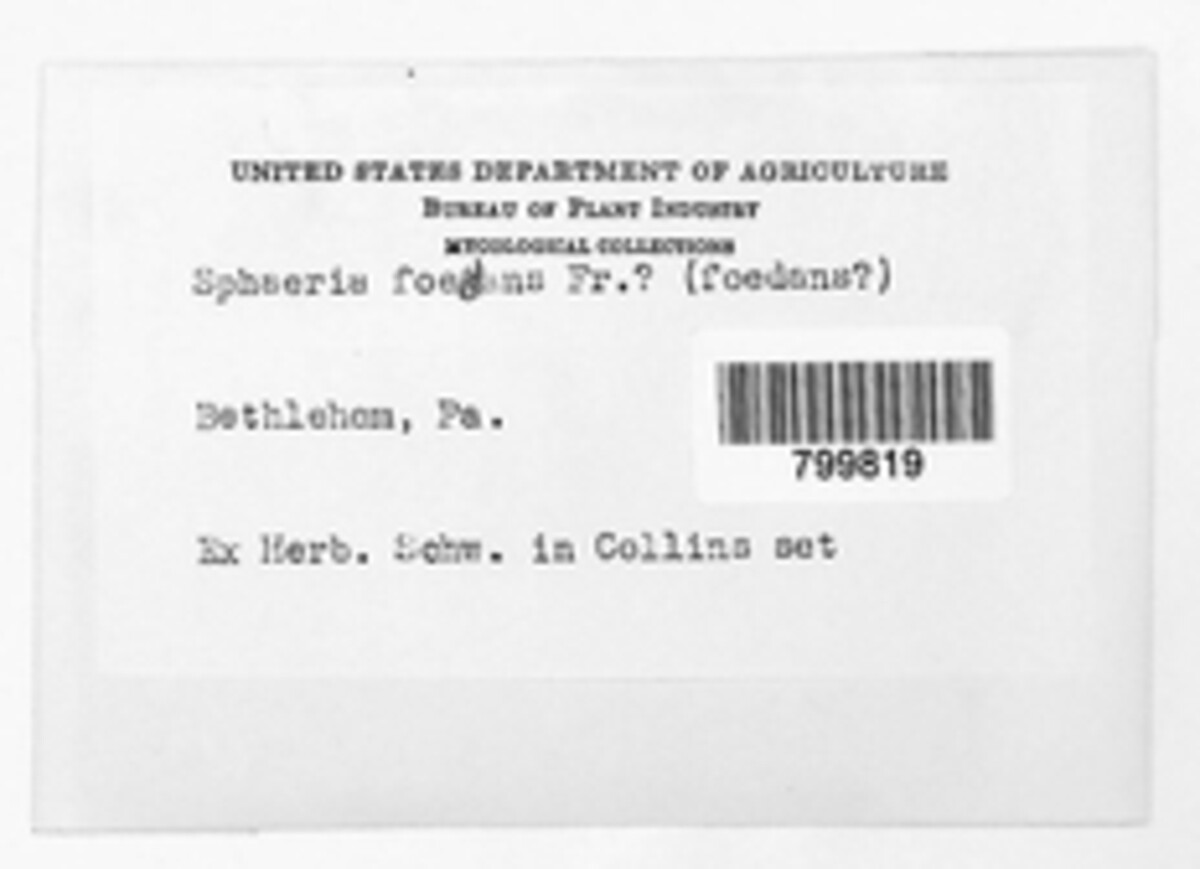 UNITED STATES DEPARTMENT OF AGRICULTURE
BUREAU OF PLANT INDUSTRY
MYCOLOGICAL COLLECTIONS
Sphaeria foedans Fr.? (foedans?)
Bethlehem, Pa.
799819
Ex Herb. Schw. in Collins set